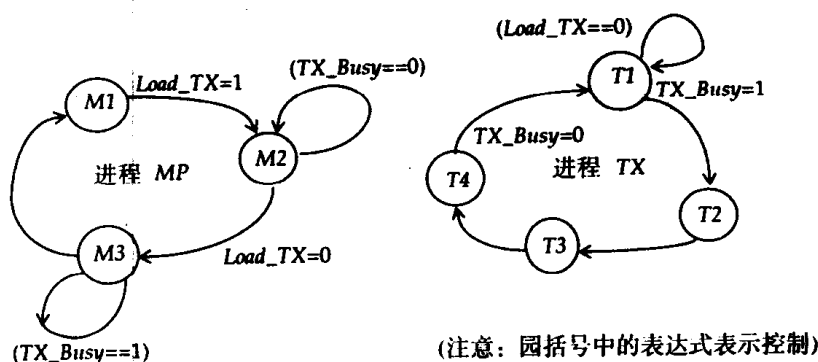 (Load_TX==0)
T1
TX_Busy=1
TX_Busy=0
进程 TX
T4
T2
T3
M1
Load_TX=1
(TX_Busy==0)
M2
进程 MP
M3
Load_TX=0
(TX_Busy==1)
(注意：园括号中的表达式表示控制)